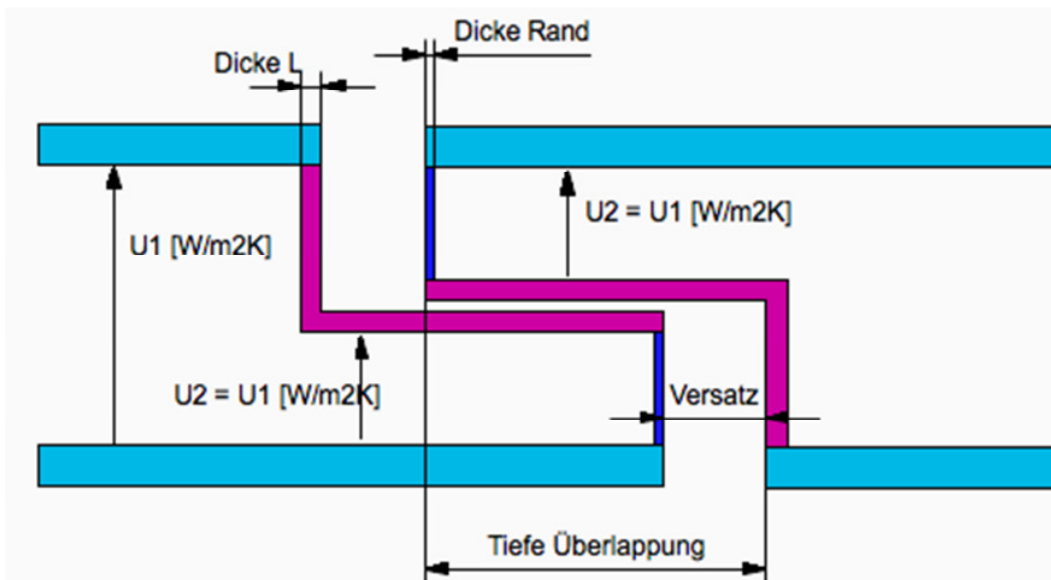 Dicke Rand
Dicke L
U1 [W/m2K]
U2 = U1 [W/m2K]
U2 = U1 [W/m2K]
Versatz
Tiefe Überlappung